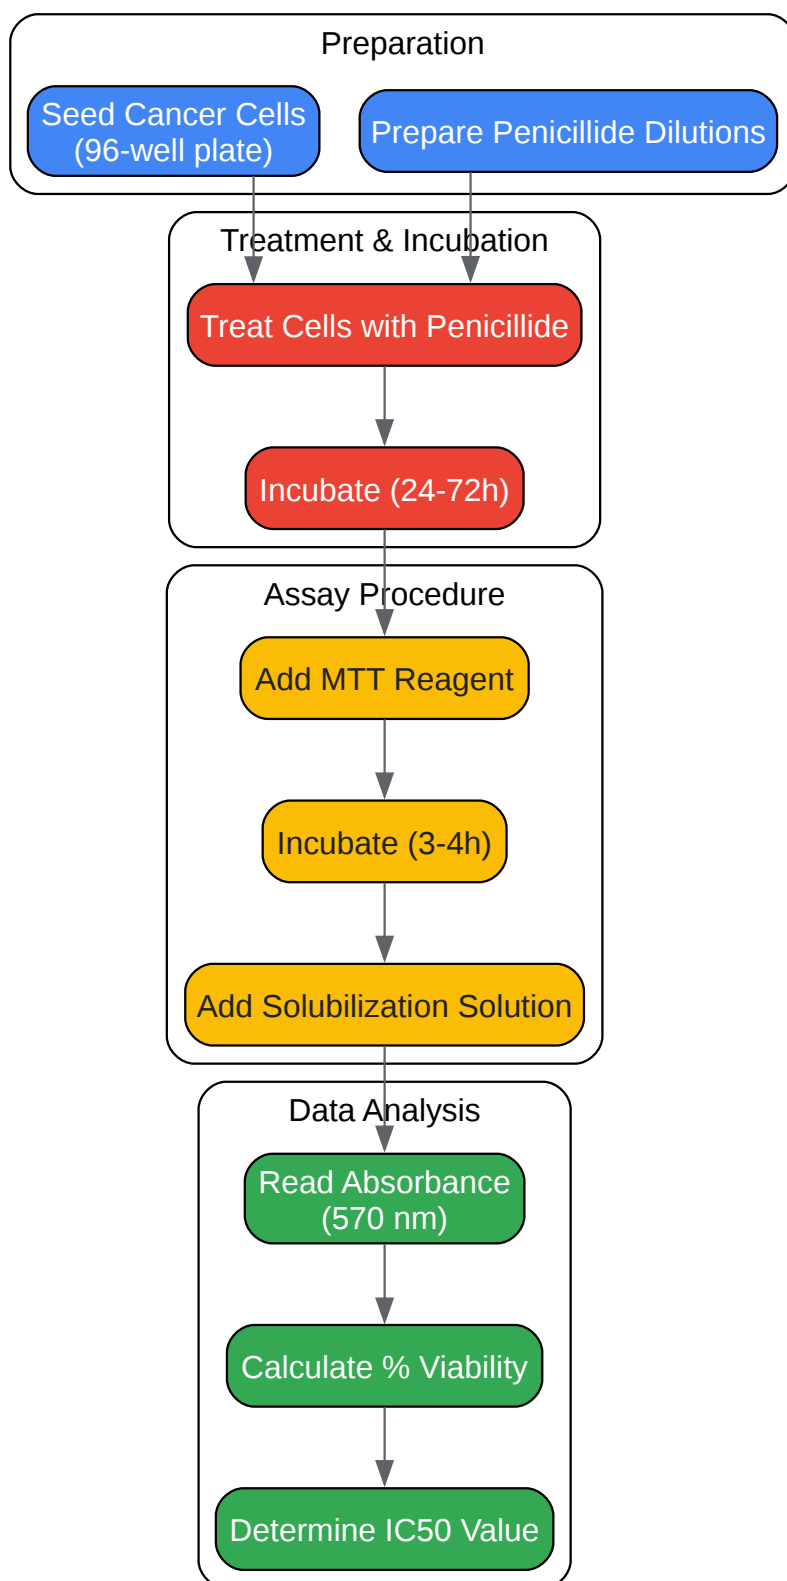 Preparation
Seed Cancer Cells
(96-well plate)
Prepare Penicillide Dilutions
Treatment & Incubation
Treat Cells with Penicillide
Incubate (24-72h)
Assay Procedure
Add MTT Reagent
Incubate (3-4h)
Add Solubilization Solution
Data Analysis
Read Absorbance
(570 nm)
Calculate % Viability
Determine IC50 Value